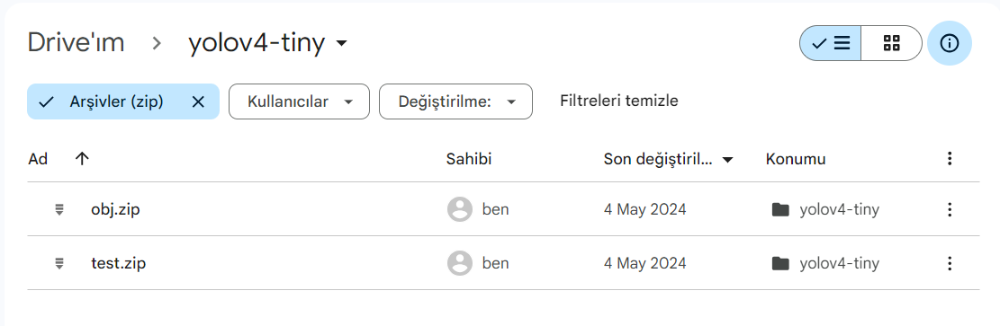 Drive'ım > yolov4-tiny
Arşivler (zip) Kullanıcılar Değiştirilme: Filtreleri temizle
Ad Sahibi Son değiştiril... Konumu
obj.zip ben 4 May 2024 yolov4-tiny
test.zip ben 4 May 2024 yolov4-tiny